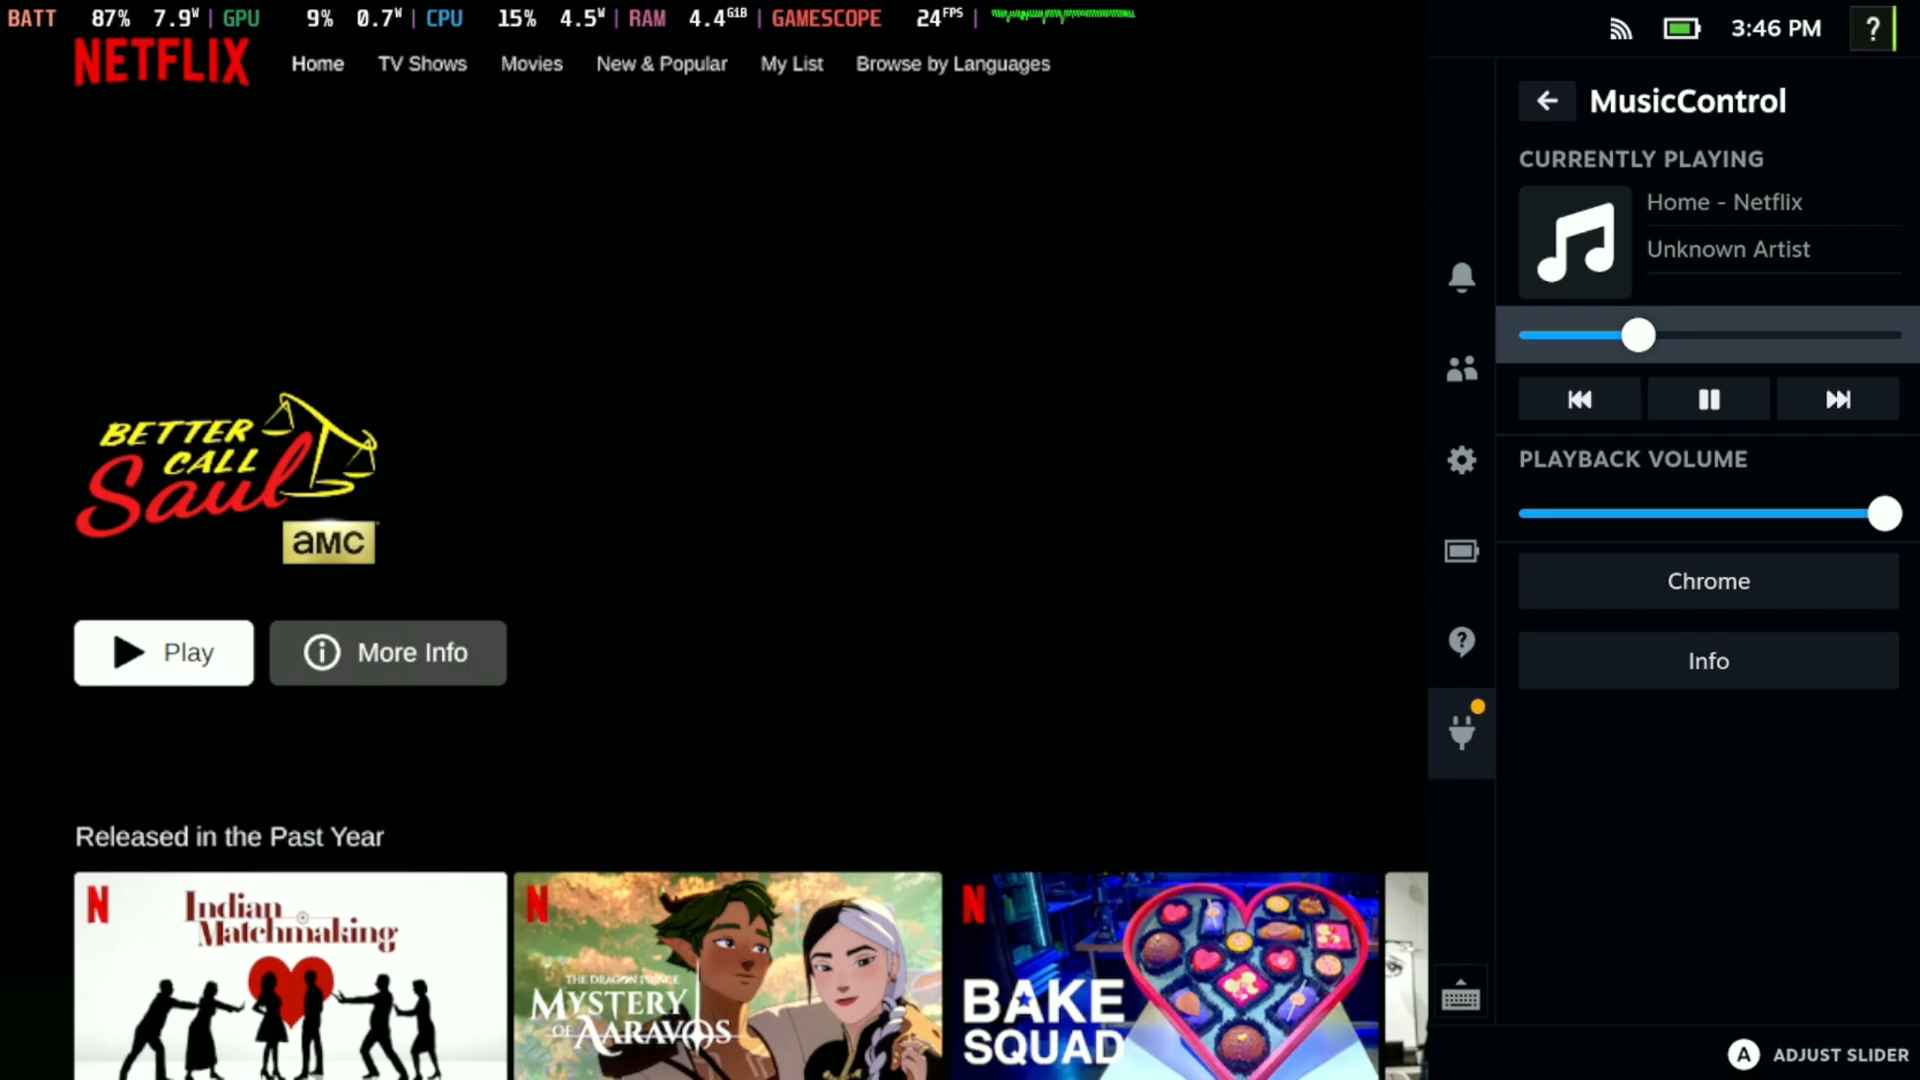 BATT 87% 7.9W | GPU 9% 0.7W | CPU 15% 4.5W | RAM 4.4GiB | GAMESCOPE 24FPS |
3:46 PM
?
NETFLIX
Home TV Shows Movies New & Popular My List Browse by Languages
MusicControl
CURRENTLY PLAYING
Home - Netflix
Unknown Artist
PLAYBACK VOLUME
Chrome
Info
BETTER
CALL
Saul
aMC
Play
More Info
Released in the Past Year
N
Indian
Matchmaking
N
THE DRAGON PRINCE
MYSTERY
OF AARAVOS
N
BAKE
SQUAD
A ADJUST SLIDER